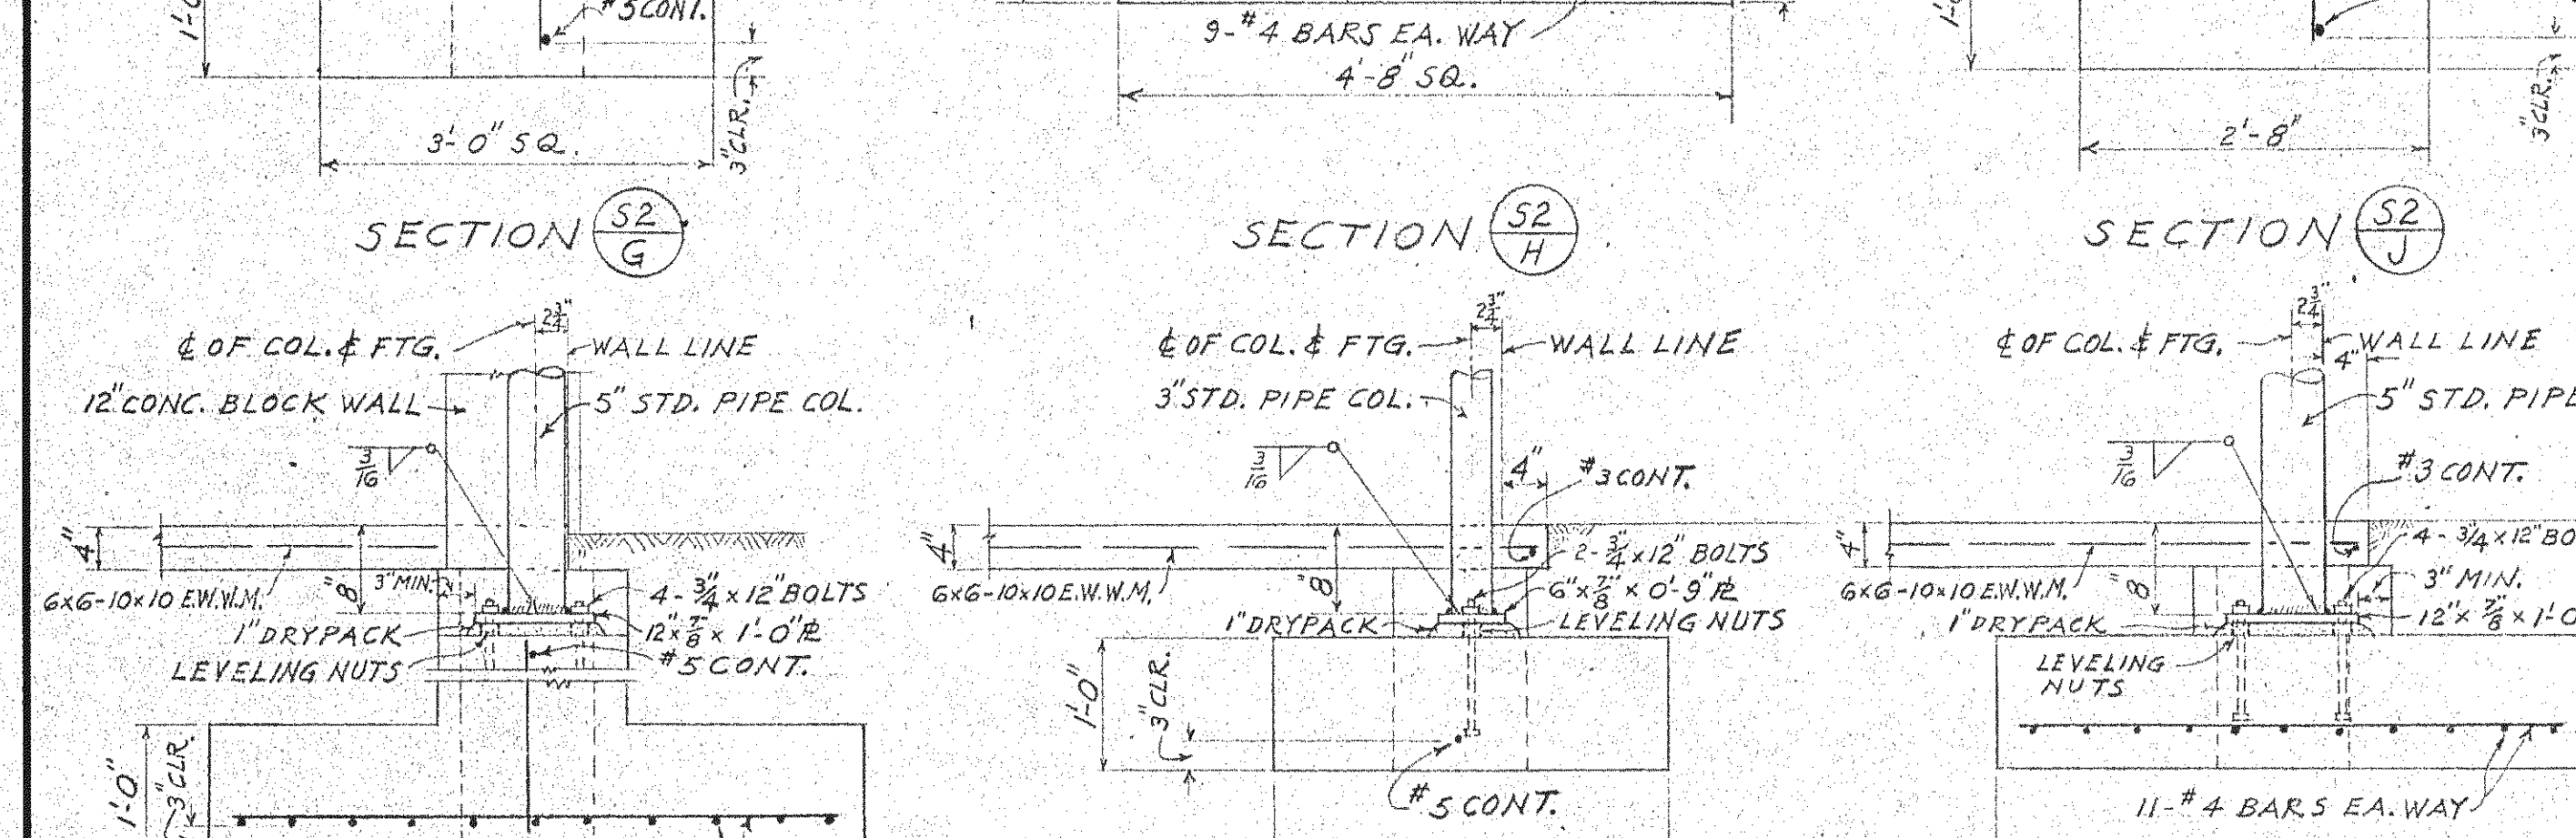 1'-0
#5 CONT.
3" CLR.
3'-0" SQ.
SECTION S2
G
9-#4 BARS EA. WAY
4'-8" SQ.
SECTION S2
H
3" CLR.
2'-8"
SECTION S2
J
℄ OF COL. & FTG.
2 3/4"
WALL LINE
12" CONC. BLOCK WALL
5" STD. PIPE COL.
3/16
4"
8"
3" MIN.
6x6-10x10 E.W.W.M.
4-3/4" x 12" BOLTS
1" DRYPACK
12" x 7/8" x 1'-0" ℄
LEVELING NUTS
#5 CONT.
1'-0"
3" CLR.
℄ OF COL. & FTG.
2 3/4"
WALL LINE
3" STD. PIPE COL.
3/16
4"
#3 CONT.
4"
8"
2-3/4" x 12" BOLTS
6x6-10x10 E.W.W.M.
6" x 7/8" x 0'-9" ℄
1" DRYPACK
LEVELING NUTS
1'-0"
3" CLR.
#5 CONT.
℄ OF COL. & FTG.
2 3/4"
WALL LINE
4"
5" STD. PIPE
3/16
#3 CONT.
4"
8"
4-3/4 x 12" BO
6x6-10x10 E.W.W.M.
3" MIN.
1" DRYPACK
12" x 7/8" x 1'-0
LEVELING
NUTS
11-#4 BARS EA. WAY